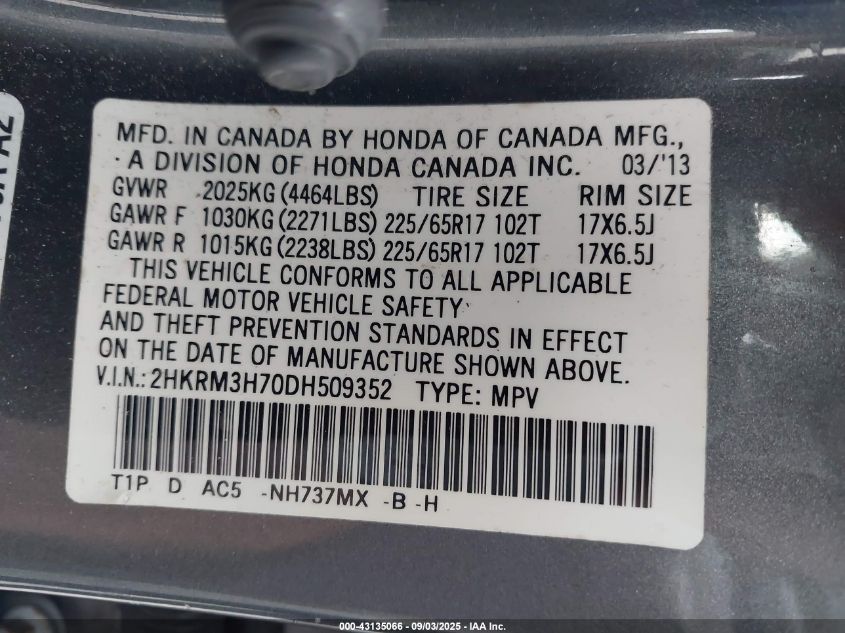 MFD. IN CANADA BY HONDA OF CANADA MFG.,
A DIVISION OF HONDA CANADA INC. 03/'13
GVWR 2025KG (4464LBS) TIRE SIZE RIM SIZE
GAWR F 1030KG (2271LBS) 225/65R17 102T 17X6.5J
GAWR R 1015KG (2238LBS) 225/65R17 102T 17X6.5J
THIS VEHICLE CONFORMS TO ALL APPLICABLE
FEDERAL MOTOR VEHICLE SAFETY
AND THEFT PREVENTION STANDARDS IN EFFECT
ON THE DATE OF MANUFACTURE SHOWN ABOVE.
V.I.N.: 2HKRM3H70DH509352 TYPE: MPV
T1P D AC5 -NH737MX -B -H
000-43135066 - 09/03/2025 - IAA Inc.